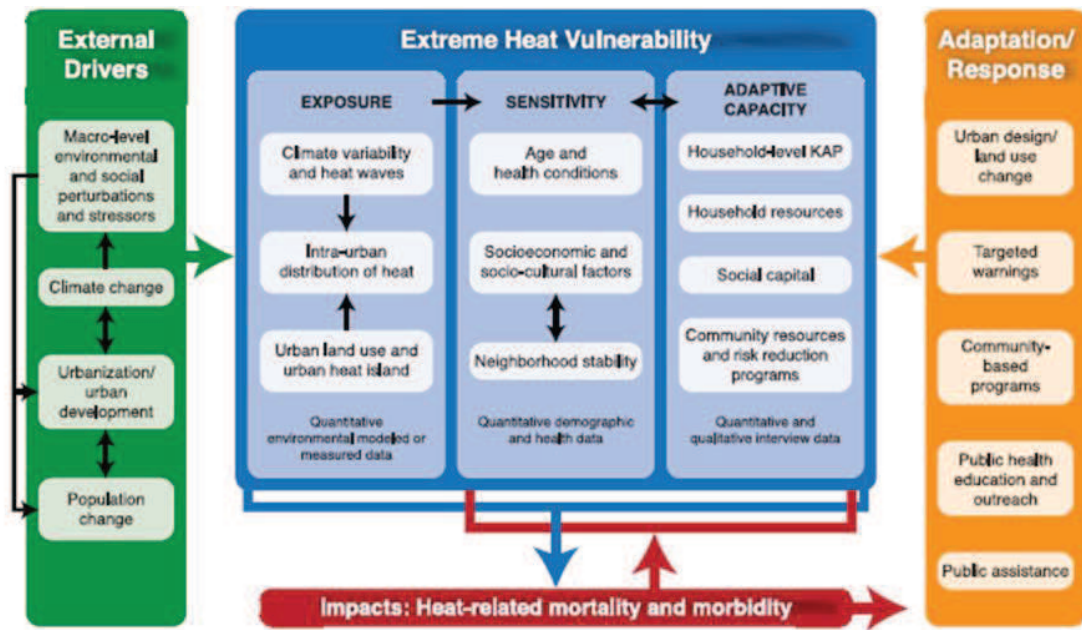 External
Drivers
Macro-level
environmental
and social
perturbations
and stressors
Climate change
Urbanization/
urban
development
Population
change
Extreme Heat Vulnerability
EXPOSURE
Climate variability
and heat waves
Intra-urban
distribution of heat
Urban land use and
urban heat island
Quantitative
environmental modeled or
measured data
SENSITIVITY
Age and
health conditions
Socioeconomic and
socio-cultural factors
Neighborhood stability
Quantitative demographic
and health data
ADAPTIVE
CAPACITY
Household-level KAP
Household resources
Social capital
Community resources
and risk reduction
programs
Quantitative and
qualitative interview data
Impacts: Heat-related mortality and morbidity
Adaptation/
Response
Urban design/
land use
change
Targeted
warnings
Community-
based
programs
Public health
education and
outreach
Public assistance